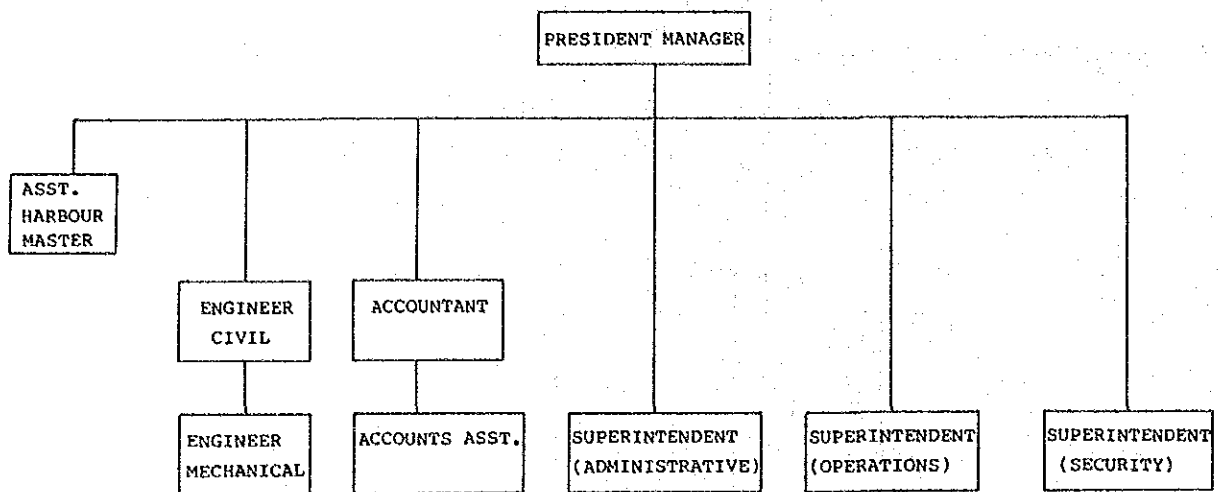 PRESIDENT MANAGER
ASST.
HARBOUR
MASTER
ENGINEER
CIVIL
ACCOUNTANT
ENGINEER
MECHANICAL
ACCOUNTS ASST.
SUPERINTENDENT
(ADMINISTRATIVE)
SUPERINTENDENT
(OPERATIONS)
SUPERINTENDENT
(SECURITY)